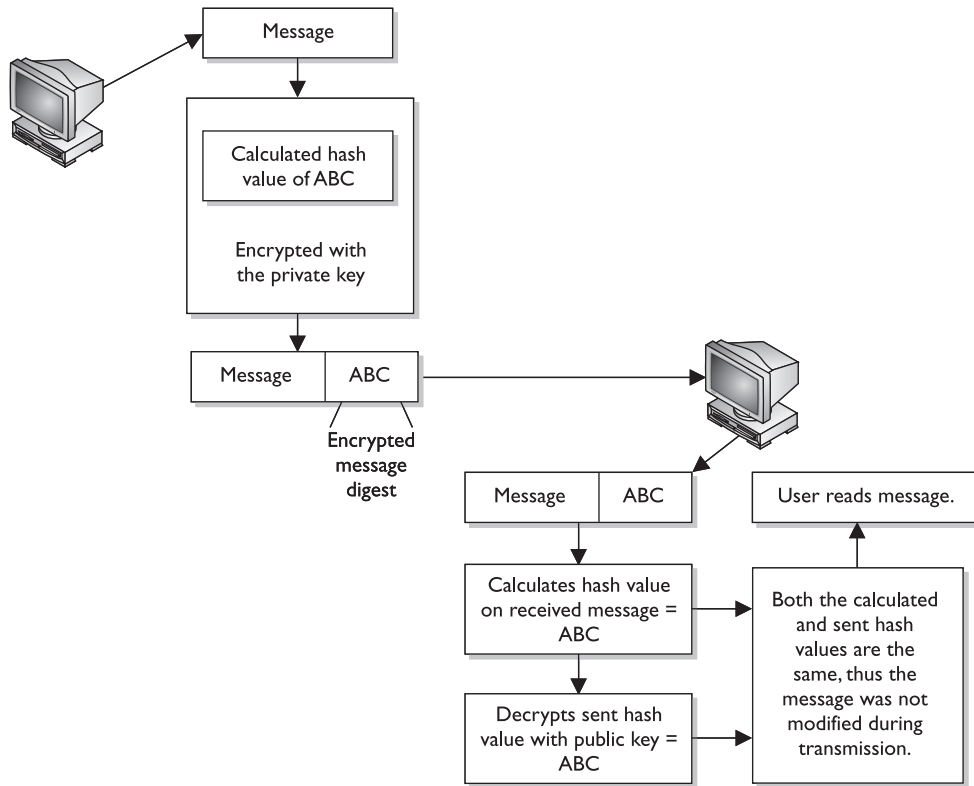 Message
Calculated hash
value of ABC
Encrypted with
the private key
Message
ABC
Encrypted
message
digest
Message
ABC
User reads message.
Calculates hash value
on received message =
ABC
Both the calculated
and sent hash
values are the
same, thus the
message was not
modified during
transmission.
Decrypts sent hash
value with public key =
ABC